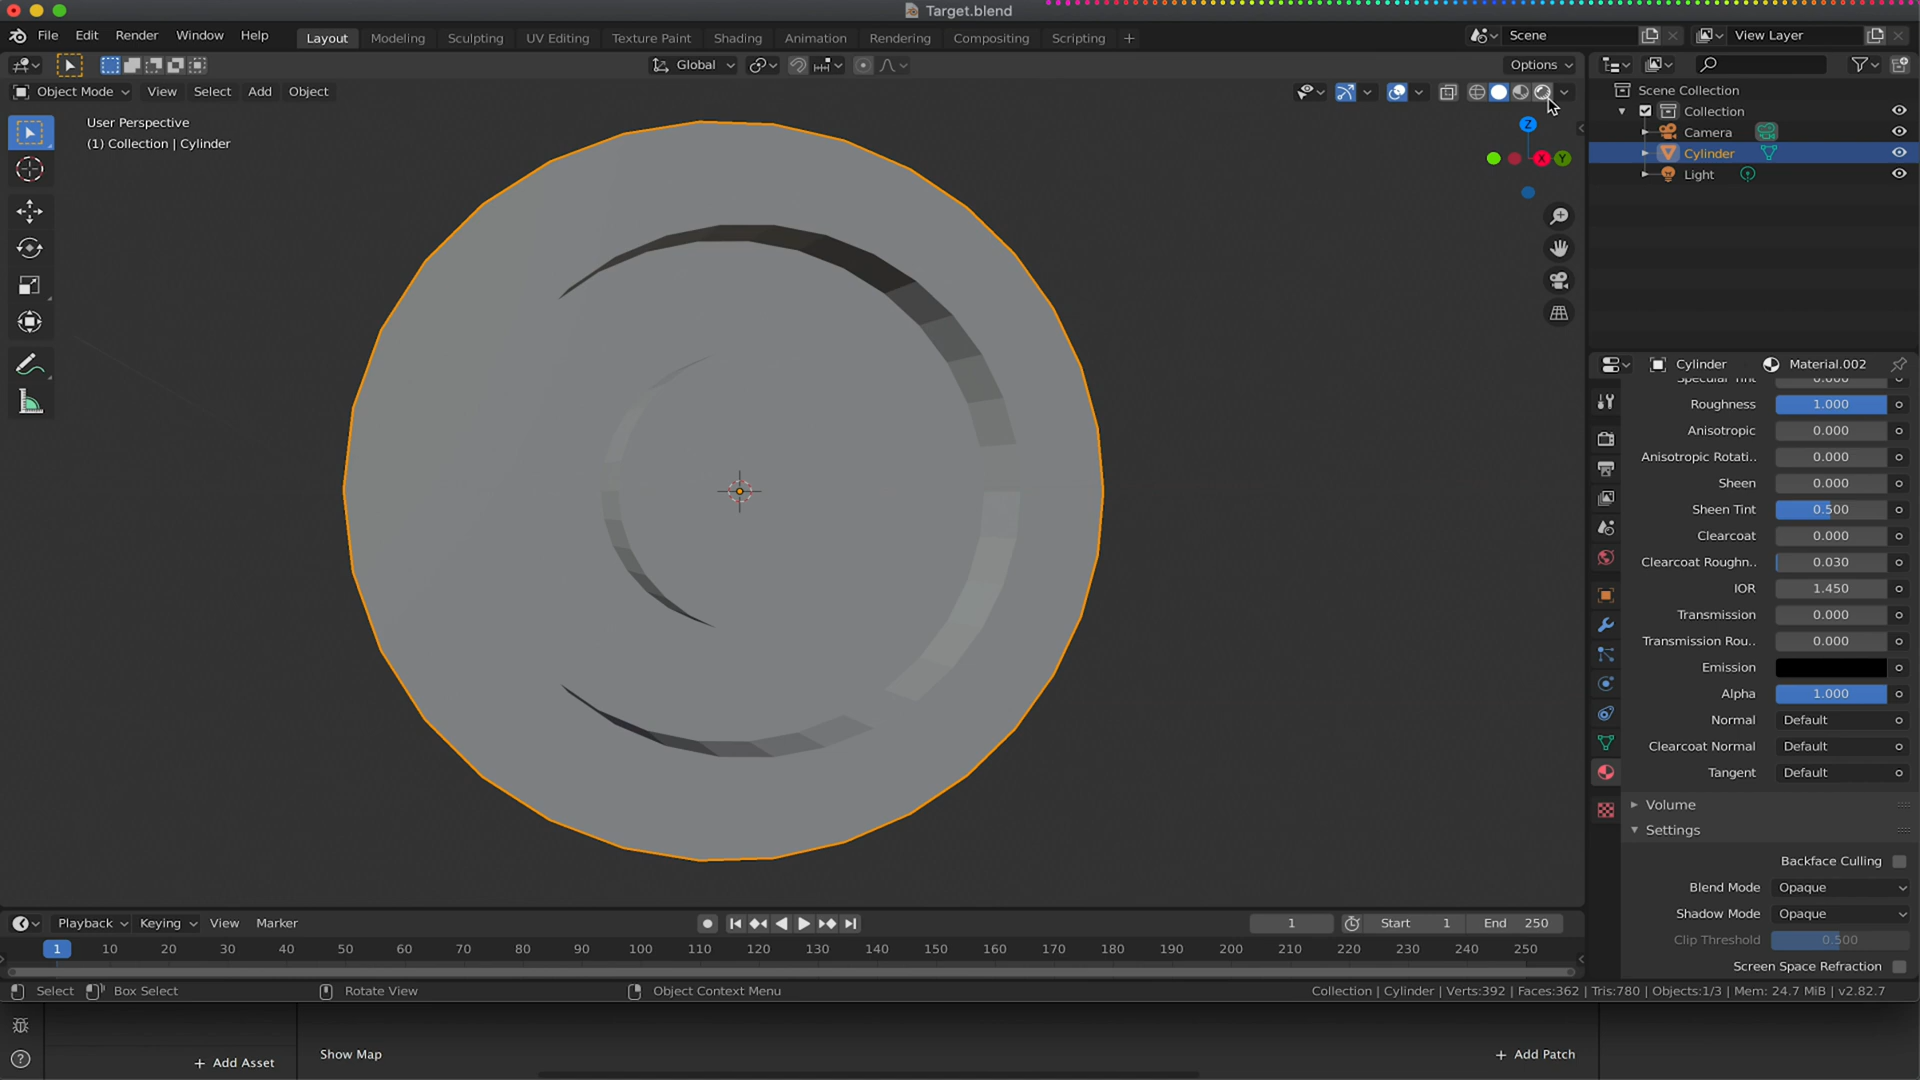 Target.blend
File Edit Render Window Help
Layout Modeling Sculpting UV Editing Texture Paint Shading Animation Rendering Compositing Scripting +
Scene View Layer
Global Options
Object Mode View Select Add Object
User Perspective
(1) Collection | Cylinder
Z
X Y
Scene Collection
Collection
Camera
Cylinder
Light
Cylinder Material.002
Specular Tint 0.000
Roughness 1.000
Anisotropic 0.000
Anisotropic Rotati.. 0.000
Sheen 0.000
Sheen Tint 0.500
Clearcoat 0.000
Clearcoat Roughn.. 0.030
IOR 1.450
Transmission 0.000
Transmission Rou.. 0.000
Emission
Alpha 1.000
Normal Default
Clearcoat Normal Default
Tangent Default
Volume
Settings
Backface Culling
Blend Mode Opaque
Shadow Mode Opaque
Clip Threshold 0.500
Screen Space Refraction
Playback Keying View Marker 1 Start 1 End 250
1 10 20 30 40 50 60 70 80 90 100 110 120 130 140 150 160 170 180 190 200 210 220 230 240 250
Select Box Select Rotate View Object Context Menu Collection | Cylinder | Verts:392 | Faces:362 | Tris:780 | Objects:1/3 | Mem: 24.7 MiB | v2.82.7
+ Add Asset Show Map + Add Patch